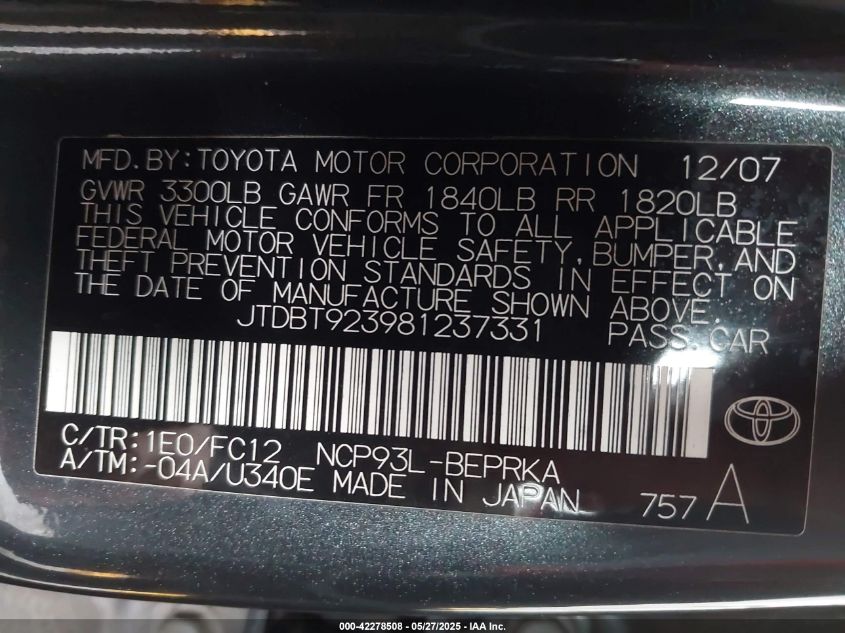 MFD. BY: TOYOTA MOTOR CORPORATION 12/07
GVWR 3300LB GAWR FR 1840LB RR 1820LB
THIS VEHICLE CONFORMS TO ALL APPLICABLE
FEDERAL MOTOR VEHICLE SAFETY, BUMPER, AND
THEFT PREVENTION STANDARDS IN EFFECT ON
THE DATE OF MANUFACTURE SHOWN ABOVE.
JTDBT923981237331 PASS. CAR
C/TR: 1E0/FC12 NCP93L-BEPRKA
A/TM: -04A/U340E MADE IN JAPAN 757 A
000-42278508 - 05/27/2025 - IAA Inc.